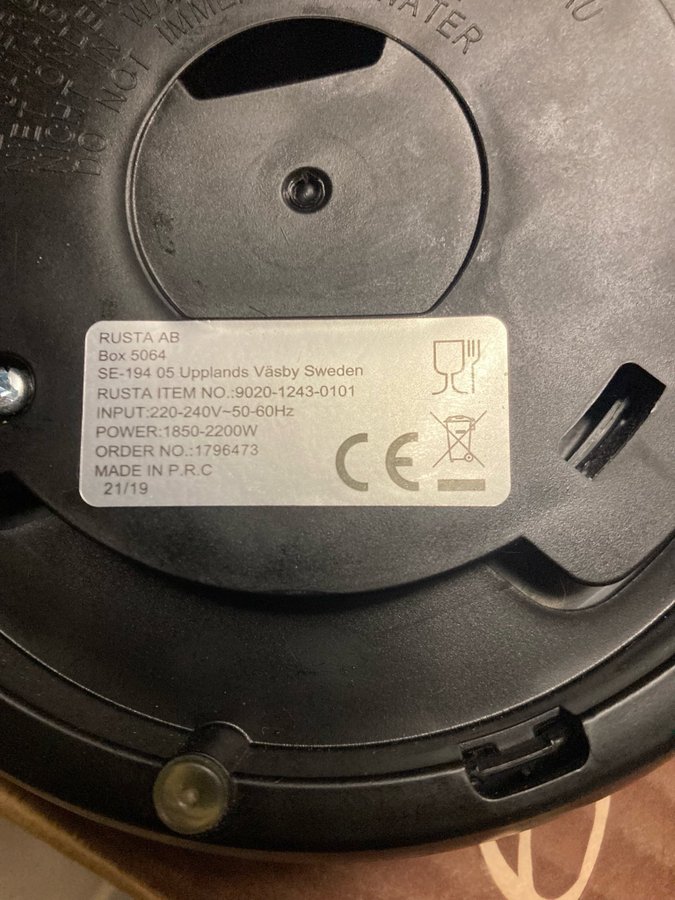 DO NOT IMMER
WATER
RUSTA AB
Box 5064
SE-194 05 Upplands Väsby Sweden
RUSTA ITEM NO.:9020-1243-0101
INPUT:220-240V~50-60Hz
POWER:1850-2200W
ORDER NO.:1796473
MADE IN P.R.C
21/19
CE